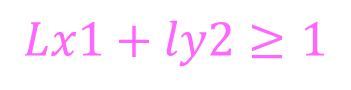 Lx1 + ly2 ≥ 1